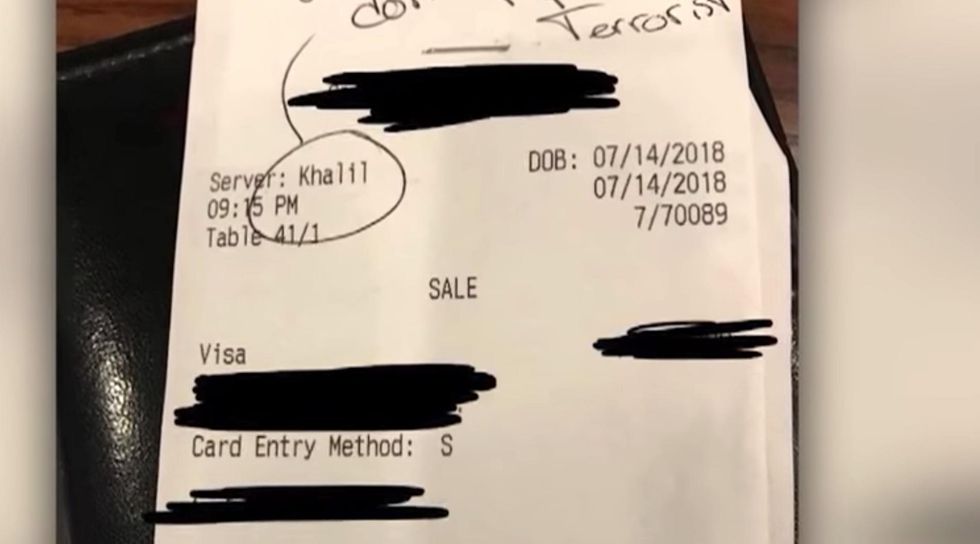 Terrorist
Server: Khalil
DOB: 07/14/2018
09:15 PM
07/14/2018
Table 41/1
7/70089
SALE
Visa
Card Entry Method: S